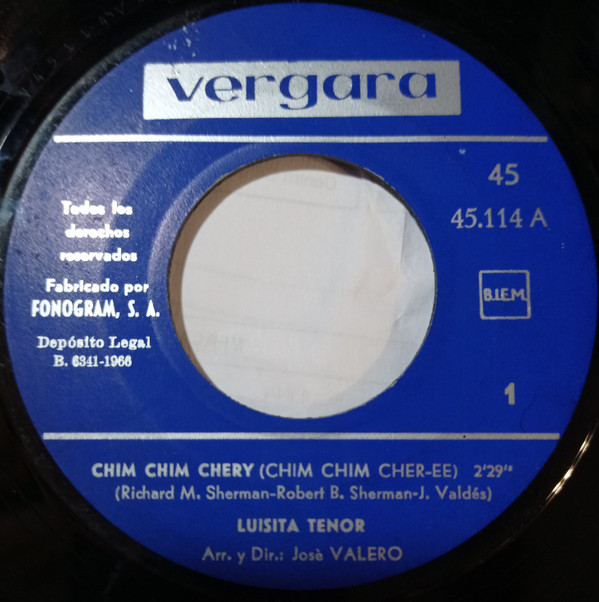 vergara
45
45.114 A
Todos los
derechos
reservados
Fabricado por
FONOGRAM, S. A.
Depósito Legal
B. 6341-1966
B.I.E.M.
1
CHIM CHIM CHERY (CHIM CHIM CHER-EE) 2'29''
(Richard M. Sherman-Robert B. Sherman-J. Valdés)
LUISITA TENOR
Arr. y Dir.: Josè VALERO